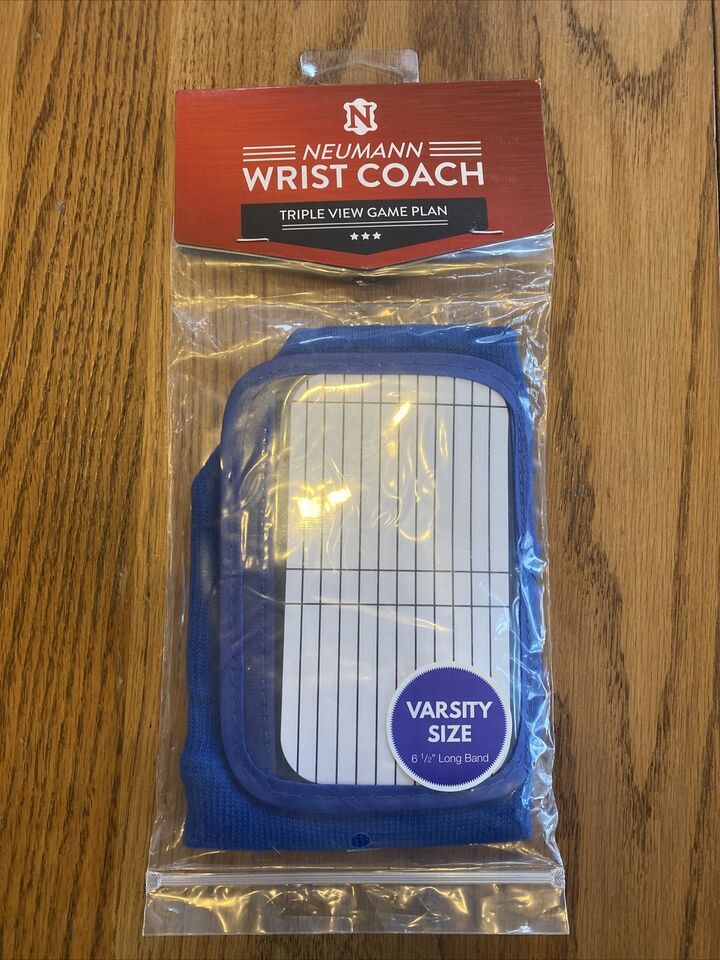 N
NEUMANN
WRIST COACH
TRIPLE VIEW GAME PLAN
VARSITY
SIZE
6 1/2" Long Band